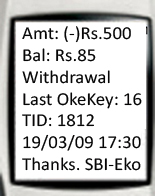 Amt: (-)Rs.500
Bal: Rs.85
Withdrawal
Last OkeKey: 16
TID: 1812
19/03/09 17:30
Thanks. SBI-Eko